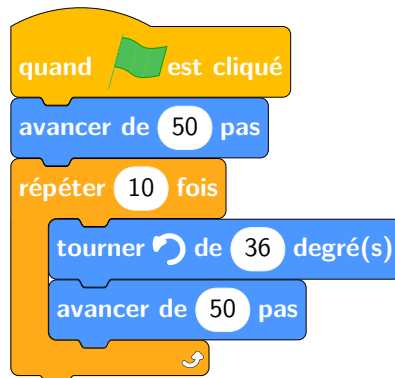 quand est cliqué
avancer de 50 pas
répéter 10 fois
tourner de 36 degré(s)
avancer de 50 pas